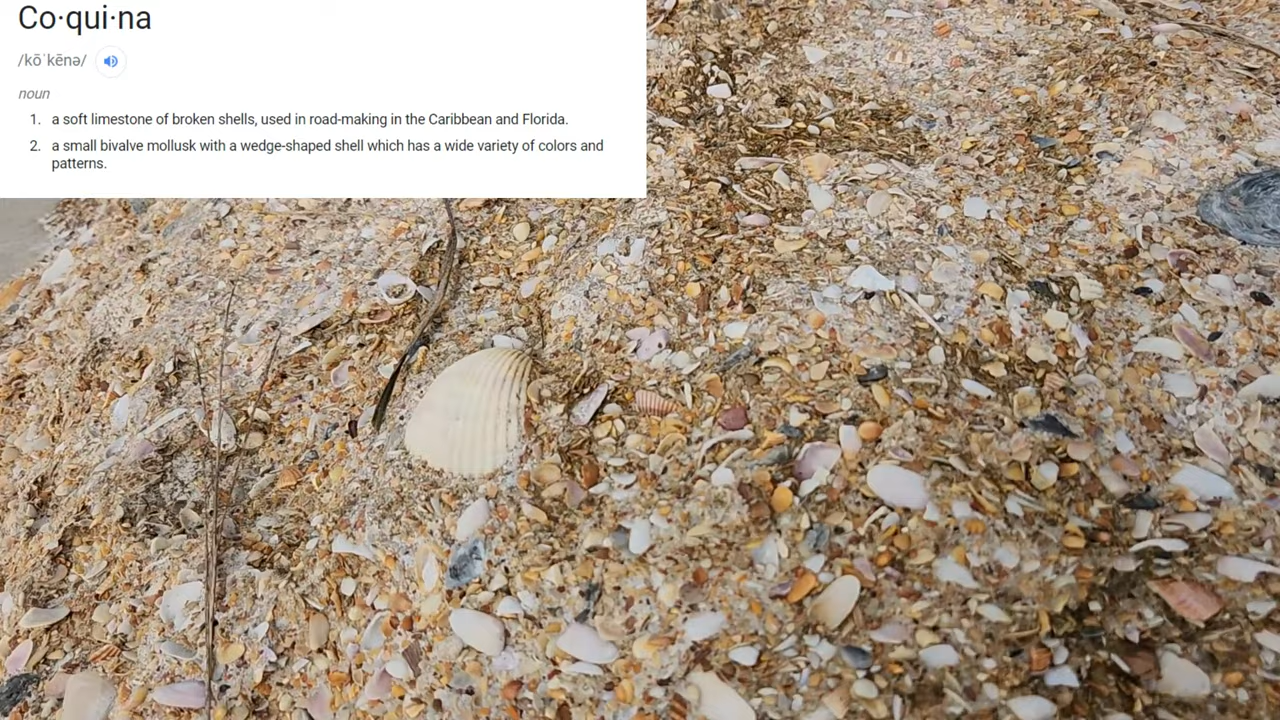 Co·qui·na
/kōˈkēnə/
noun
1. a soft limestone of broken shells, used in road-making in the Caribbean and Florida.
2. a small bivalve mollusk with a wedge-shaped shell which has a wide variety of colors and
patterns.